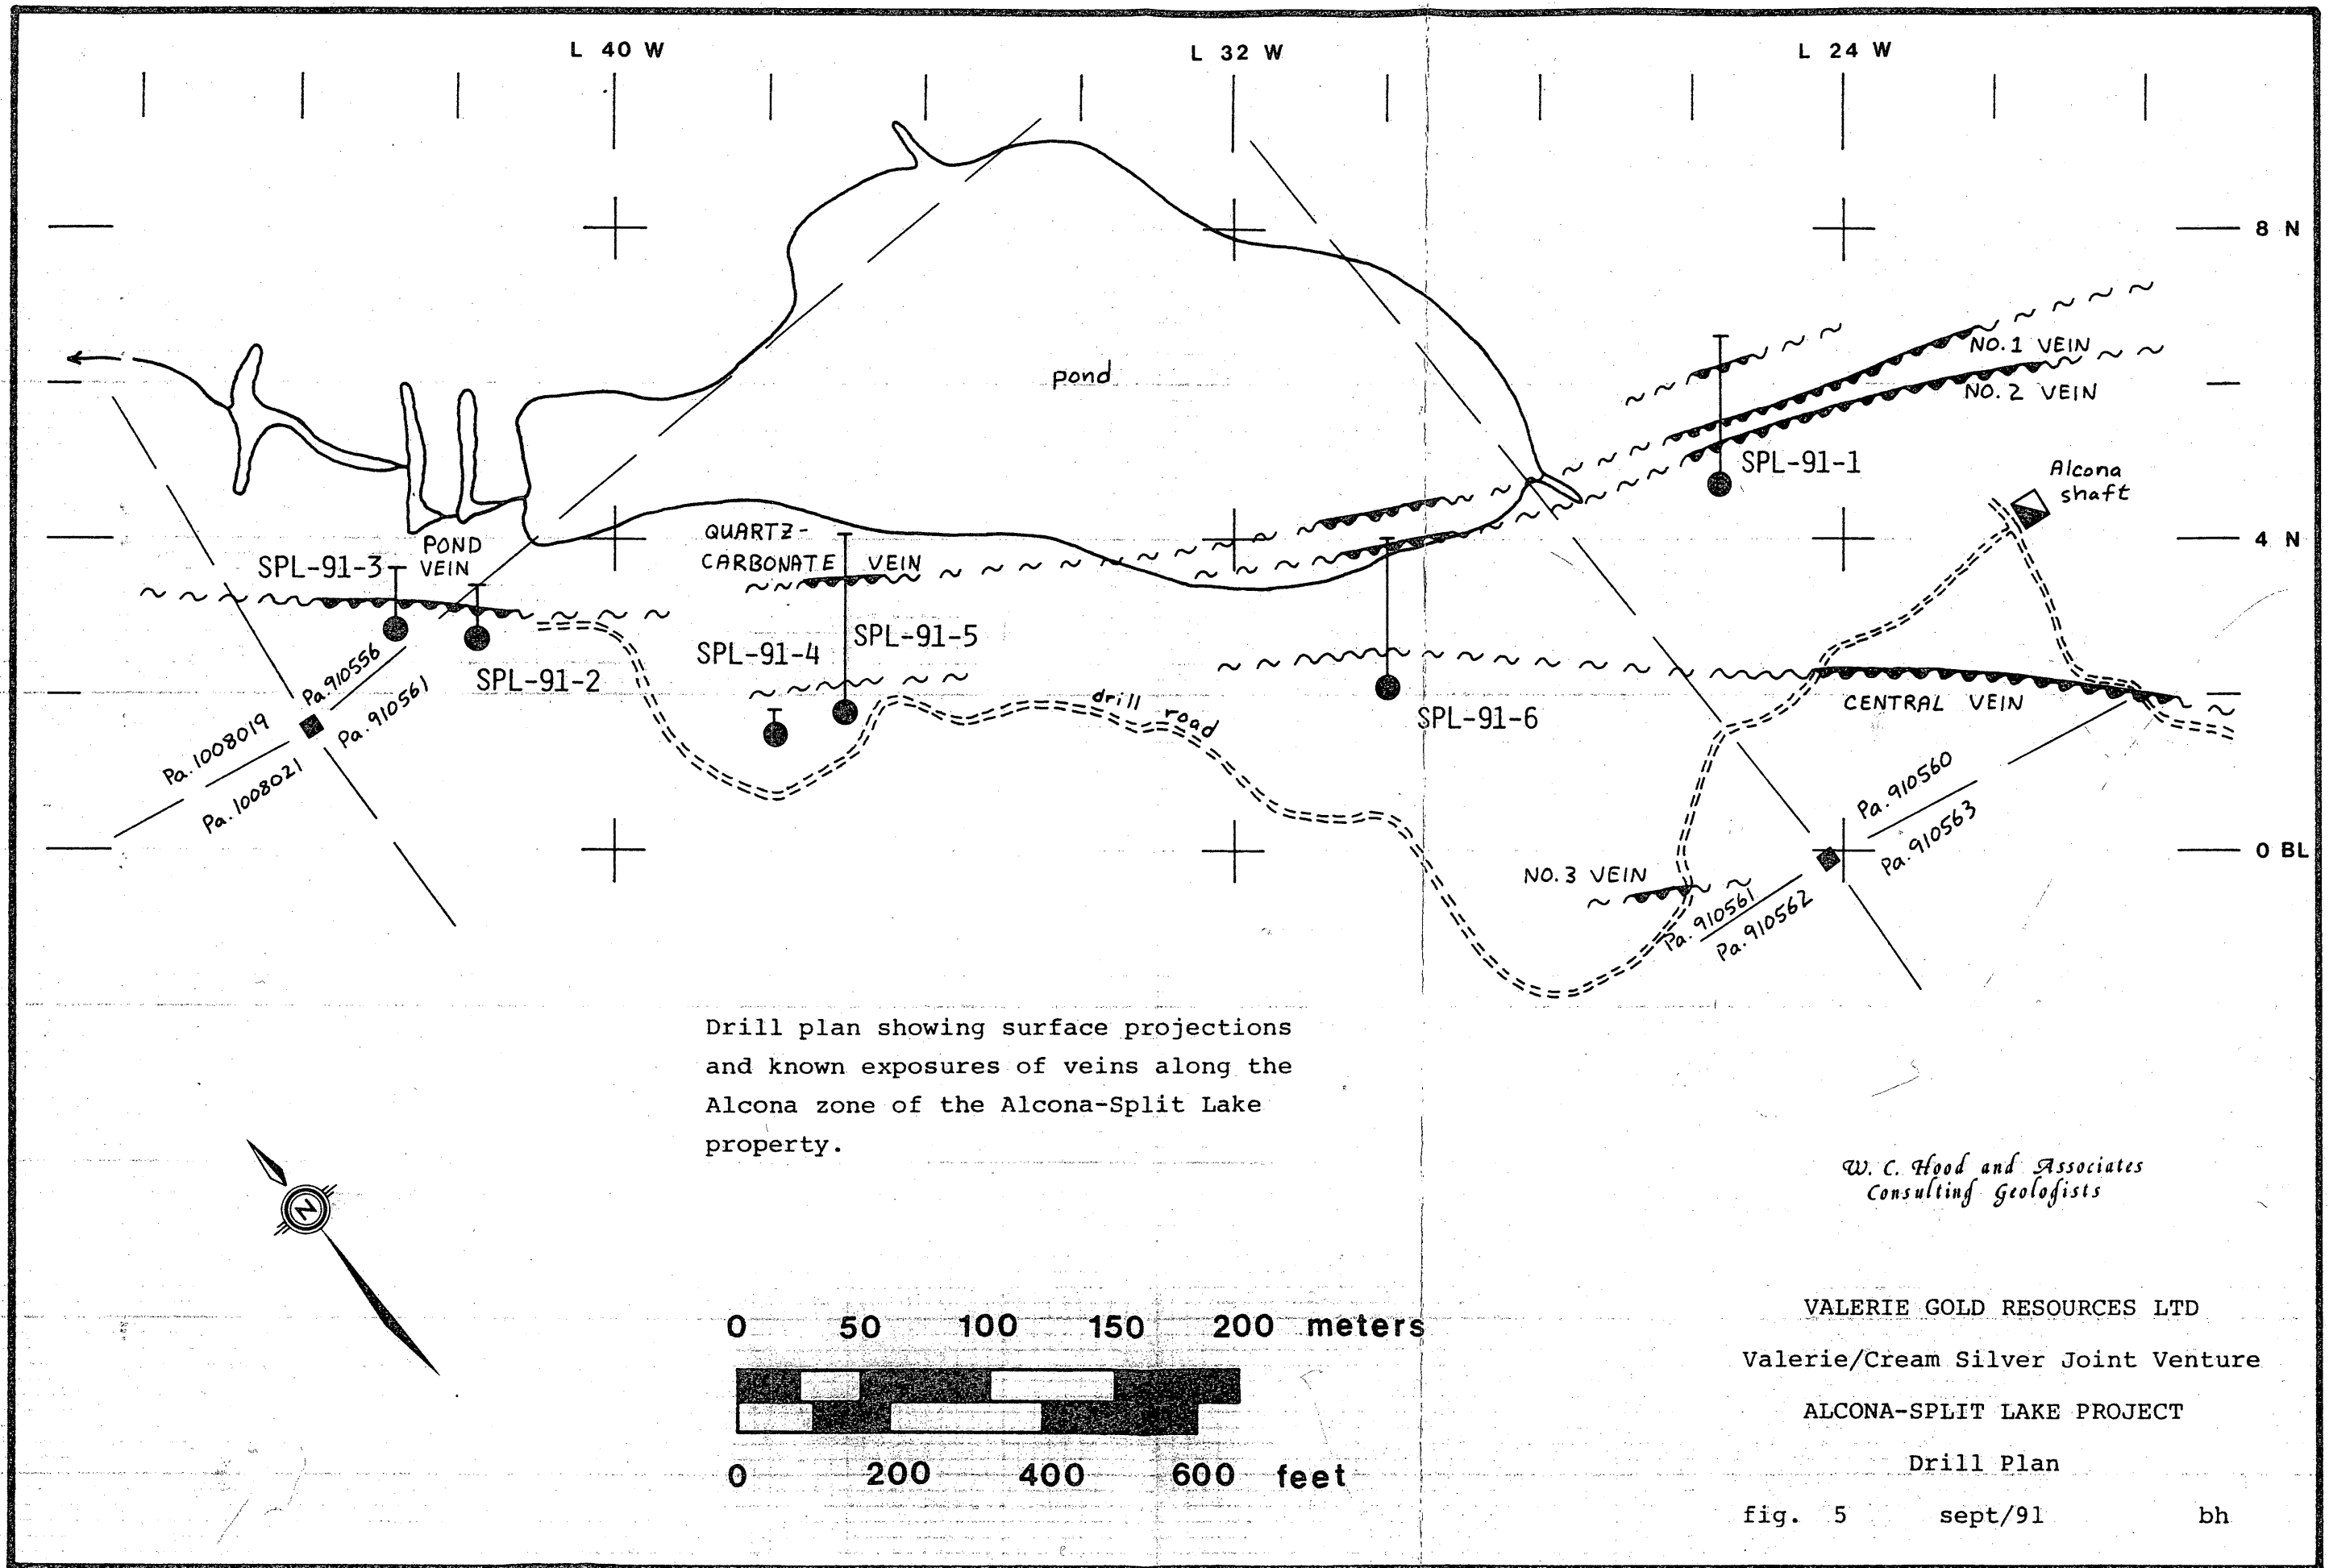 L 40 W
L 32 W
L 24 W
8 N
pond
NO.1 VEIN
NO. 2 VEIN
SPL-91-1
Alcona
shaft
QUARTZ-
CARBONATE VEIN
POND
VEIN
SPL-91-3
4 N
SPL-91-5
SPL-91-4
SPL-91-2
Pa.910556
Pa.910561
Pa.1008019
Pa.1008021
drill road
SPL-91-6
CENTRAL VEIN
Pa.910560
Pa.910563
0 BL
NO.3 VEIN
Pa.910561
Pa.910562
Drill plan showing surface projections
and known exposures of veins along the
Alcona zone of the Alcona-Split Lake
property.
N
W. C. Hood and Associates
Consulting Geologists
0 50 100 150 200 meters
0 200 400 600 feet
VALERIE GOLD RESOURCES LTD
Valerie/Cream Silver Joint Venture
ALCONA-SPLIT LAKE PROJECT
Drill Plan
fig. 5 sept/91 bh